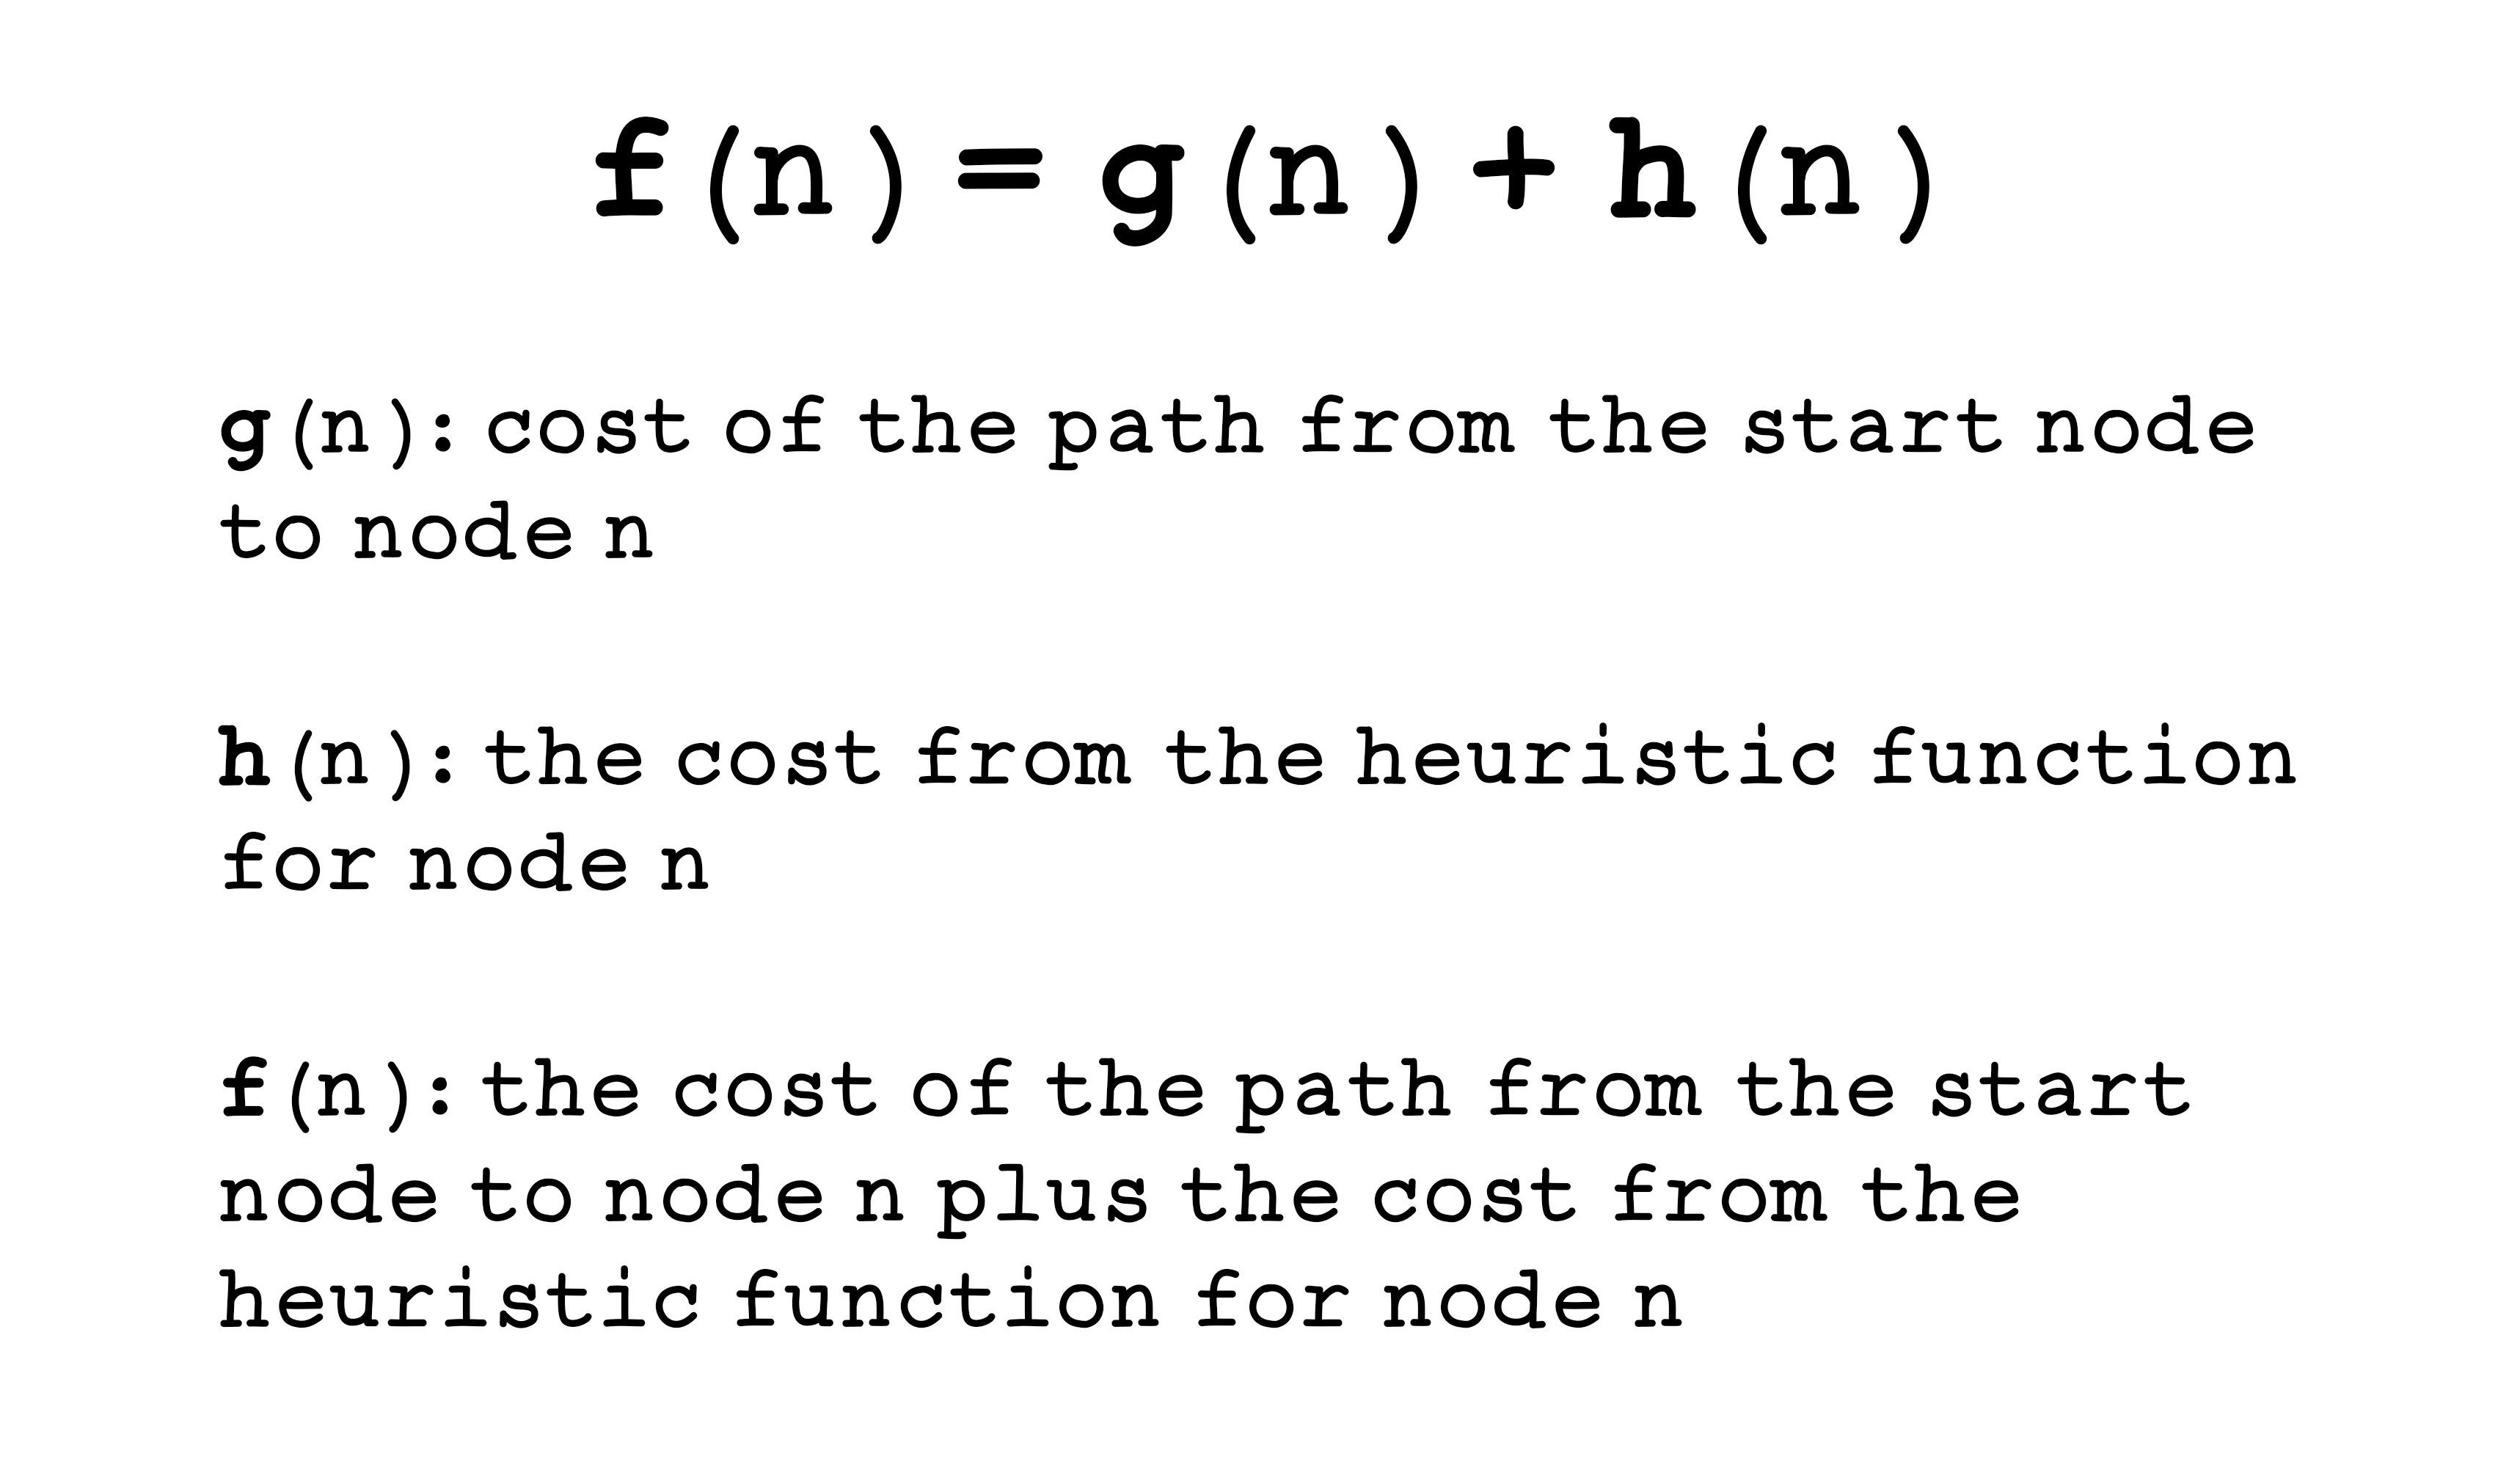 f(n) = g(n) + h(n)
g(n): cost of the path from the start node
to node n
h(n): the cost from the heuristic function
for node n
f(n): the cost of the path from the start
node to node n plus the cost from the
heuristic function for node n